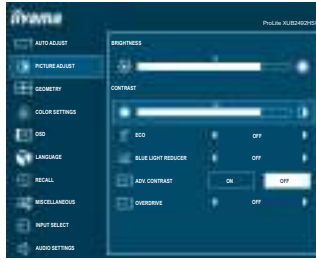 iiyama
ProLite XUB2492HSU
AUTO ADJUST
PICTURE ADJUST
GEOMETRY
COLOR SETTINGS
OSD
LANGUAGE
RECALL
MISCELLANEOUS
INPUT SELECT
AUDIO SETTINGS
BRIGHTNESS
CONTRAST
ECO OFF
BLUE LIGHT REDUCER OFF
ADV. CONTRAST ON OFF
OVERDRIVE OFF